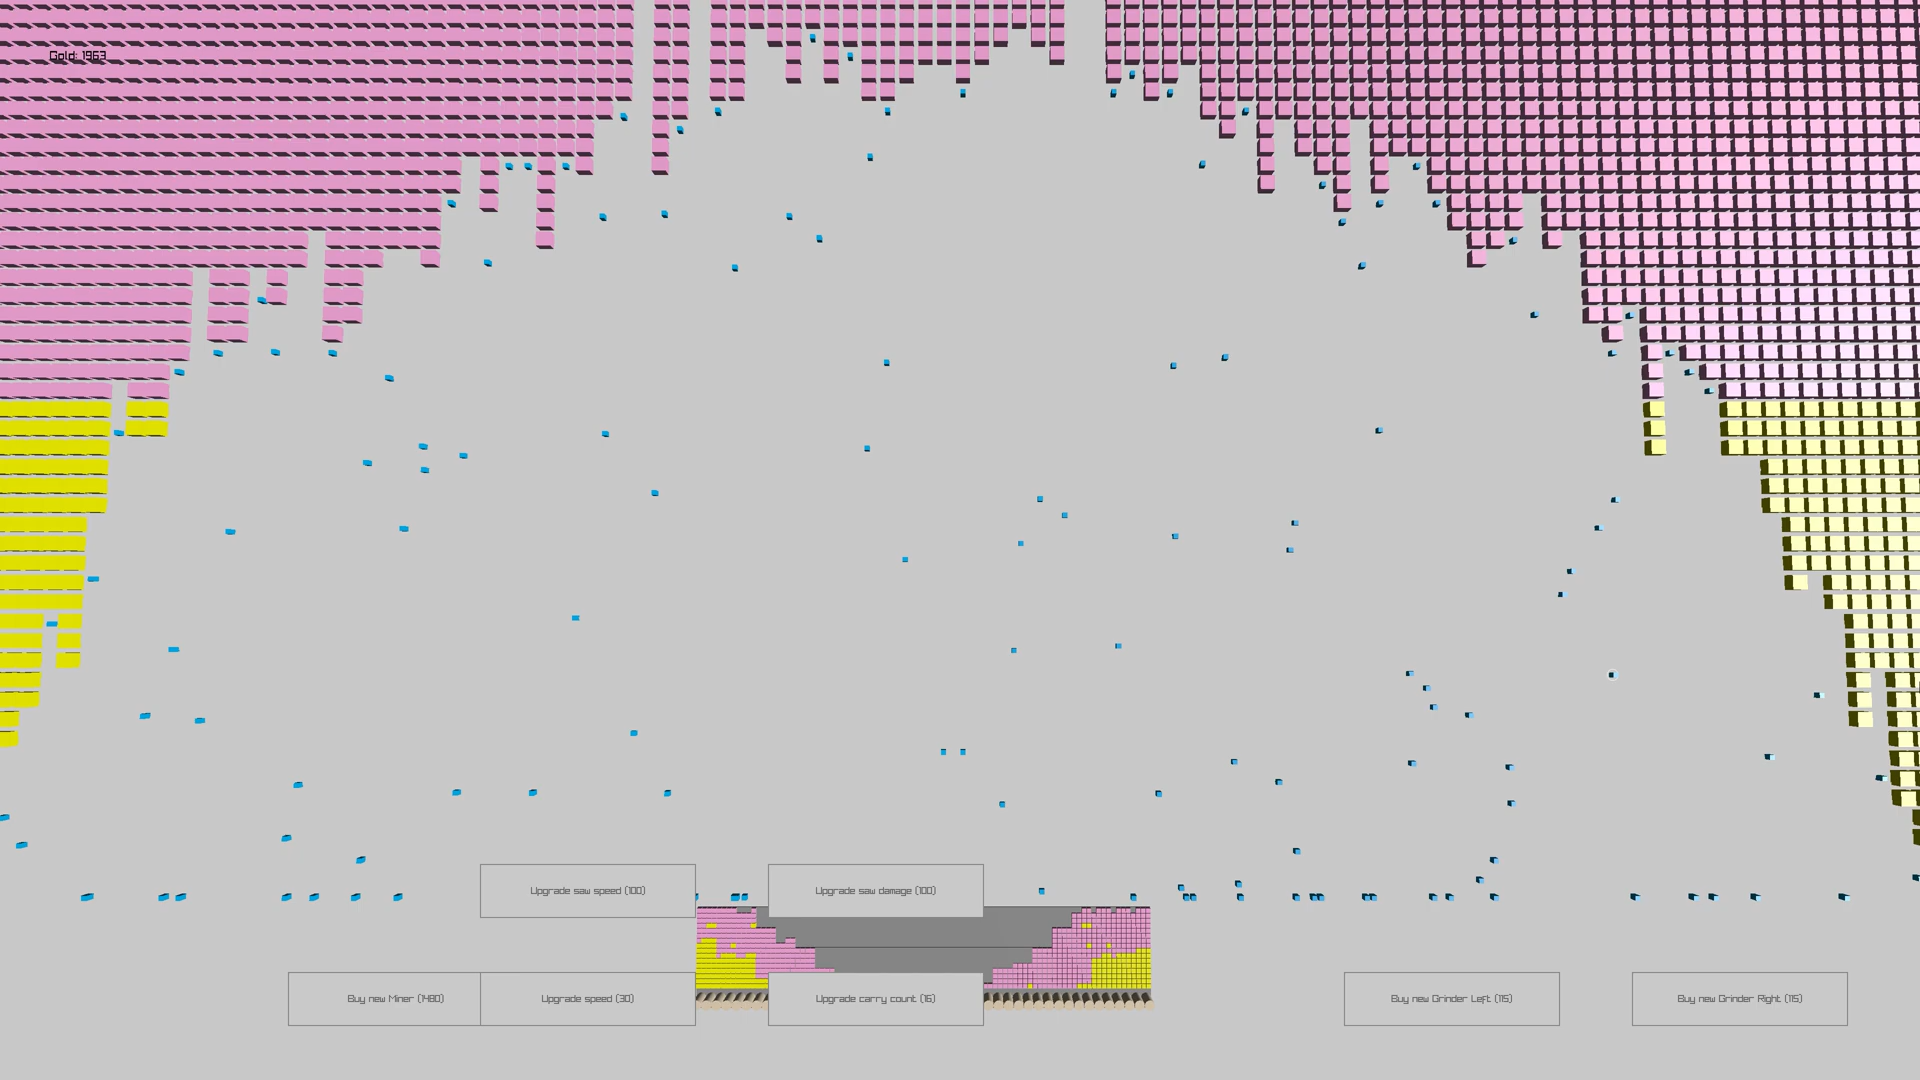 Gold: 1963
Upgrade saw speed (100)
Upgrade saw damage (100)
Buy new Miner (1480)
Upgrade speed (30)
Upgrade carry count (16)
Buy new Grinder Left (115)
Buy new Grinder Right (115)